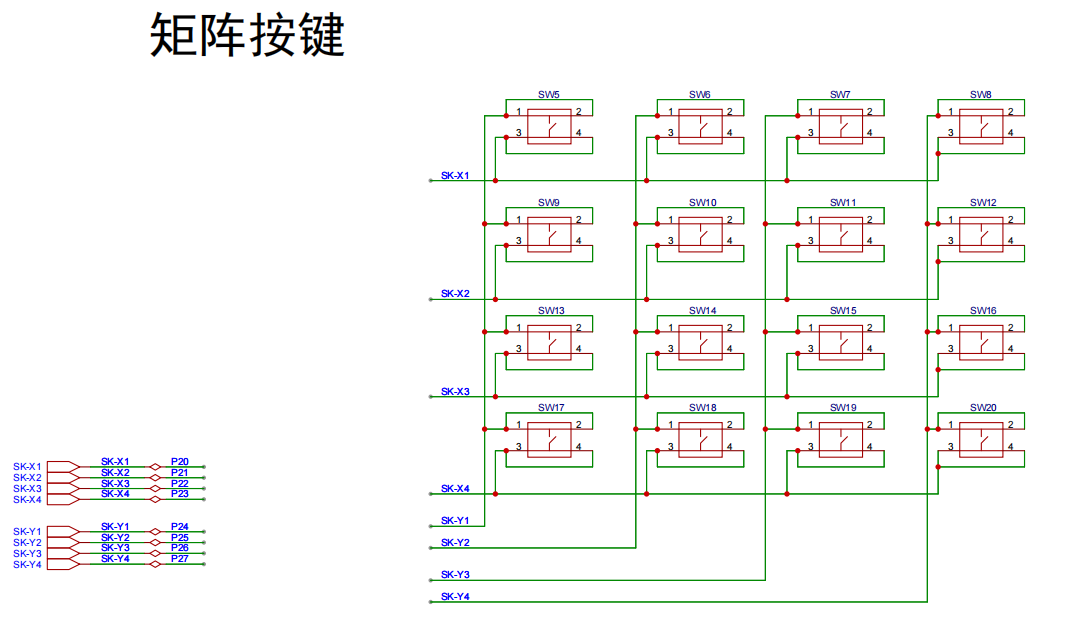 矩阵按键
SW5 SW6 SW7 SW8
1 2 1 2 1 2 1 2
3 4 3 4 3 4 3 4
SK-X1
SW9 SW10 SW11 SW12
1 2 1 2 1 2 1 2
3 4 3 4 3 4 3 4
SK-X2
SW13 SW14 SW15 SW16
1 2 1 2 1 2 1 2
3 4 3 4 3 4 3 4
SK-X3
SW17 SW18 SW19 SW20
1 2 1 2 1 2 1 2
3 4 3 4 3 4 3 4
SK-X4
SK-Y1
SK-Y2
SK-Y3
SK-Y4
SK-X1 SK-X1 P20
SK-X2 SK-X2 P21
SK-X3 SK-X3 P22
SK-X4 SK-X4 P23
SK-Y1 SK-Y1 P24
SK-Y2 SK-Y2 P25
SK-Y3 SK-Y3 P26
SK-Y4 SK-Y4 P27